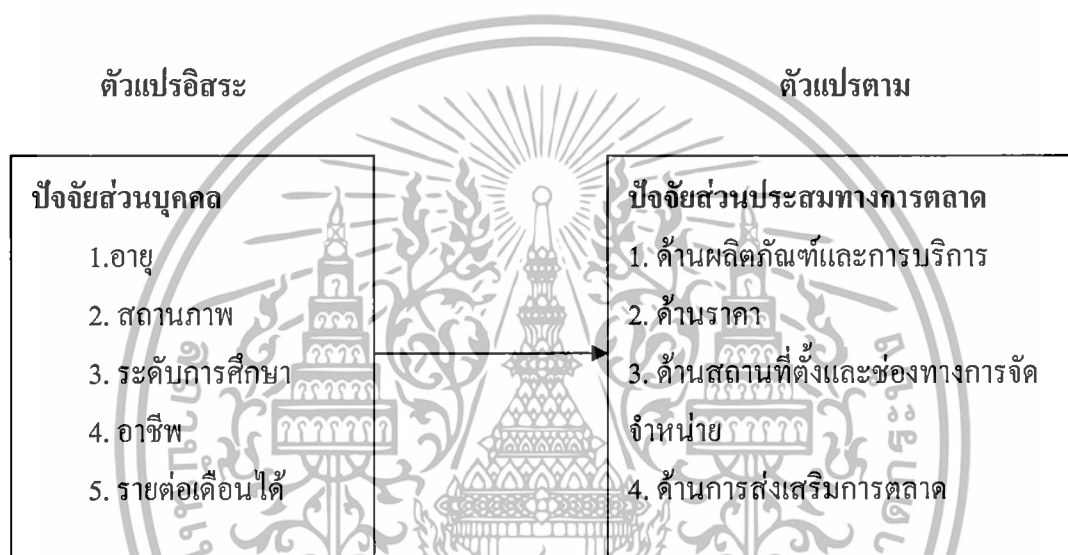 ตัวแปรอิสระ
ตัวแปรตาม
ปัจจัยส่วนบุคคล
1.อายุ
2. สถานภาพ
3. ระดับการศึกษา
4. อาชีพ
5. รายต่อเดือนได้
ปัจจัยส่วนประสมทางการตลาด
1. ด้านผลิตภัณฑ์และการบริการ
2. ด้านราคา
3. ด้านสถานที่ตั้งและช่องทางการจัด
จำหน่าย
4. ด้านการส่งเสริมการตลาด